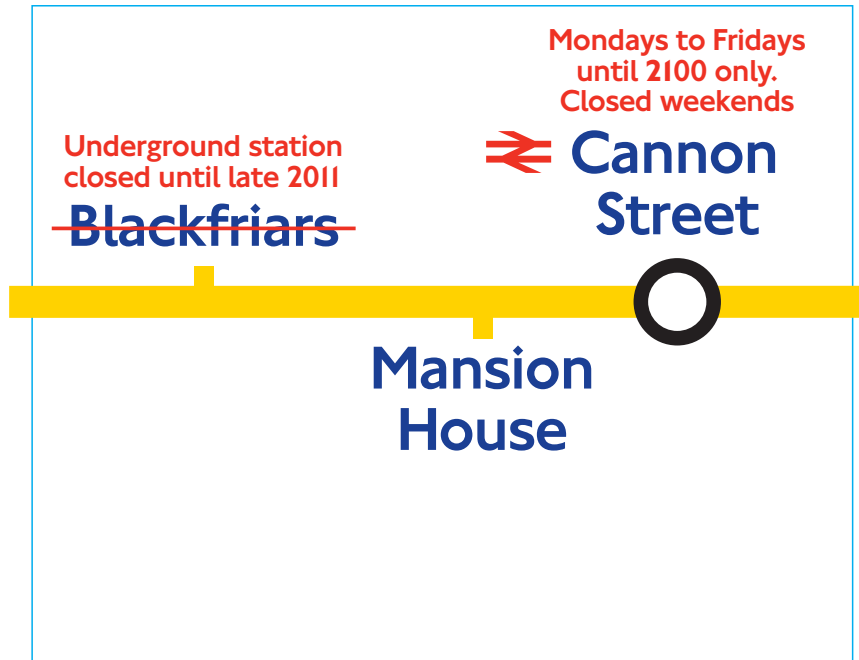 Mondays to Fridays
until 2100 only.
Closed weekends
Cannon
Street
Underground station
closed until late 2011
Blackfriars
Mansion
House